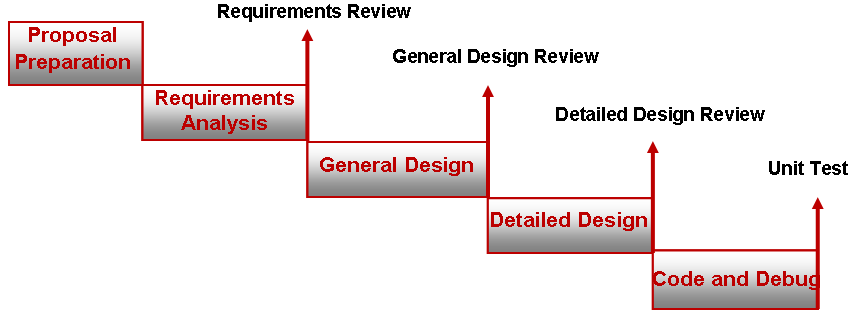 Requirements Review
Proposal
Preparation
General Design Review
Requirements
Analysis
Detailed Design Review
General Design
Unit Test
Detailed Design
Code and Debug